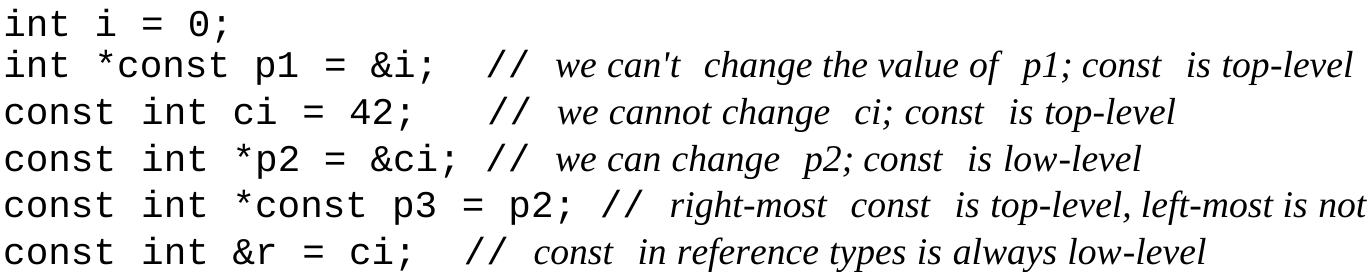 int i = 0;
int *const p1 = &i; // we can't change the value of p1; const is top-level
const int ci = 42; // we cannot change ci; const is top-level
const int *p2 = &ci; // we can change p2; const is low-level
const int *const p3 = p2; // right-most const is top-level, left-most is not
const int &r = ci; // const in reference types is always low-level